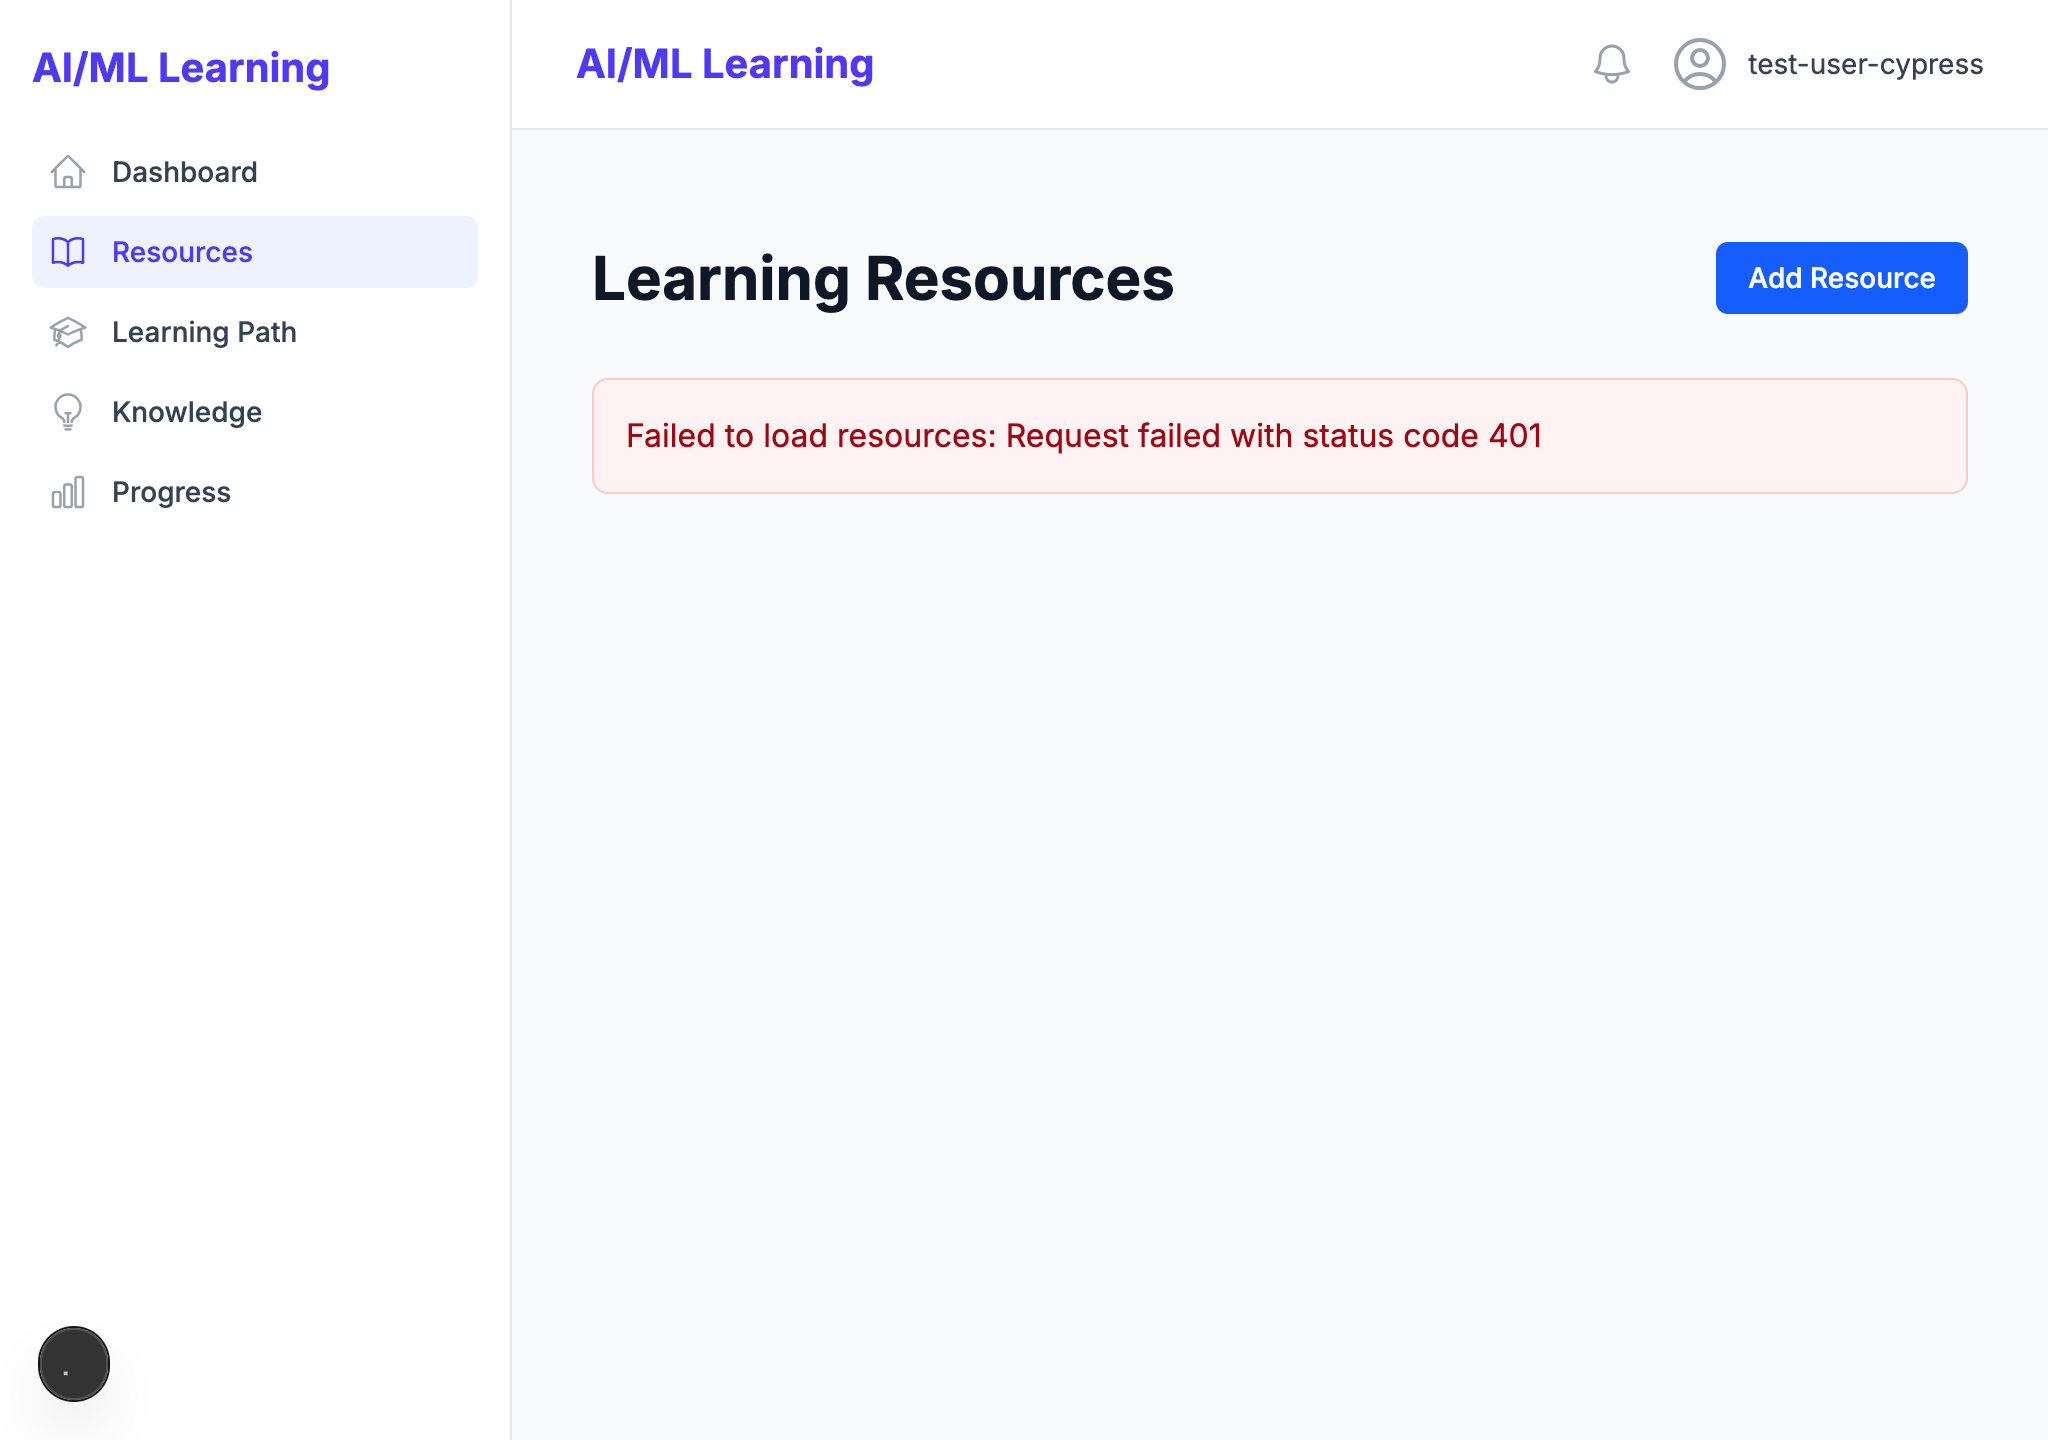 AI/ML Learning
Dashboard
Resources
Learning Path
Knowledge
Progress
AI/ML Learning
test-user-cypress
Learning Resources
Add Resource
Failed to load resources: Request failed with status code 401